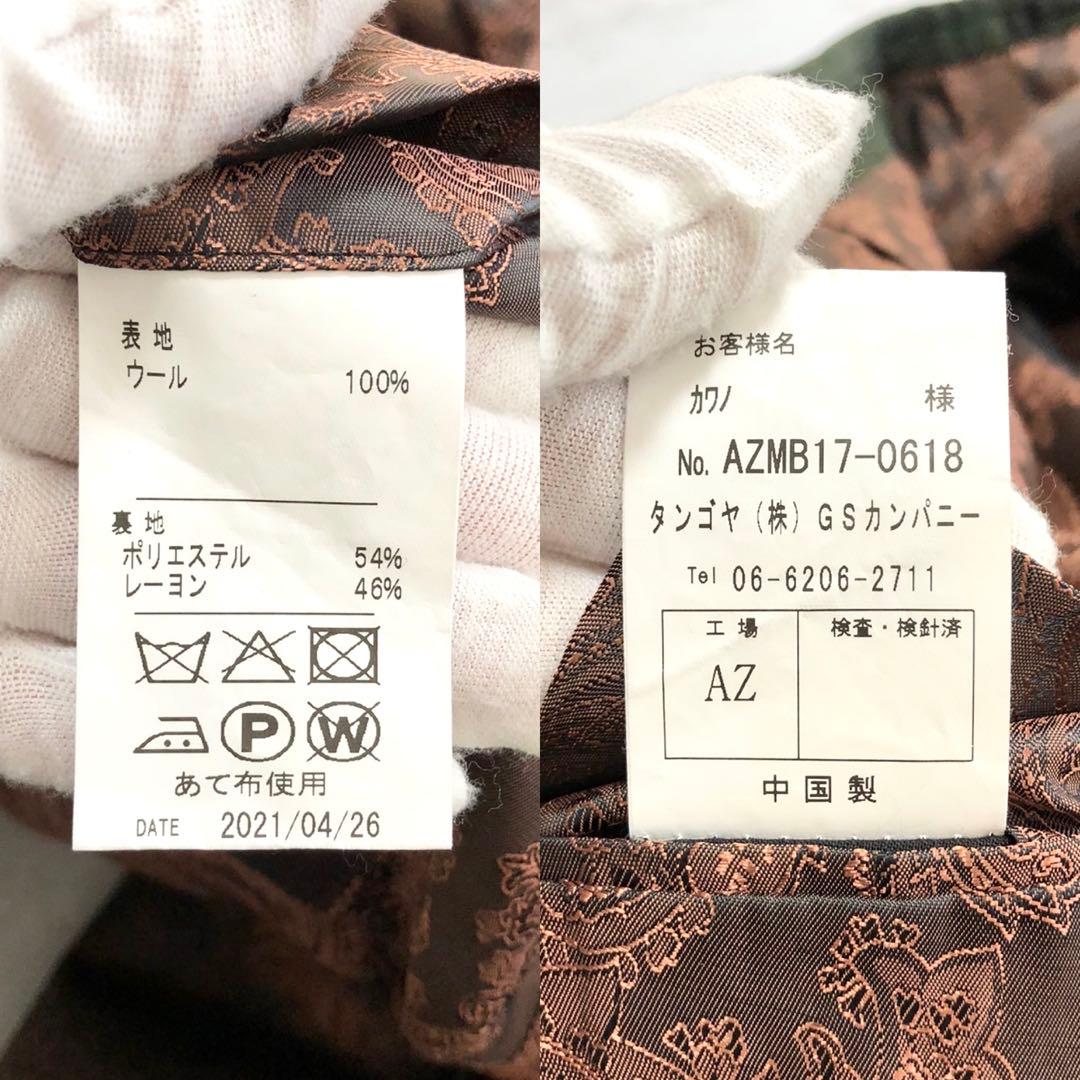 表地
ウール 100%
裏地
ポリエステル 54%
レーヨン 46%
P W
あて布使用
DATE 2021/04/26
お客様名
カワノ 様
No. AZMB17-0618
タンゴヤ(株)GSカンパニー
Tel 06-6206-2711
工場 検査・検針済
AZ
中国製